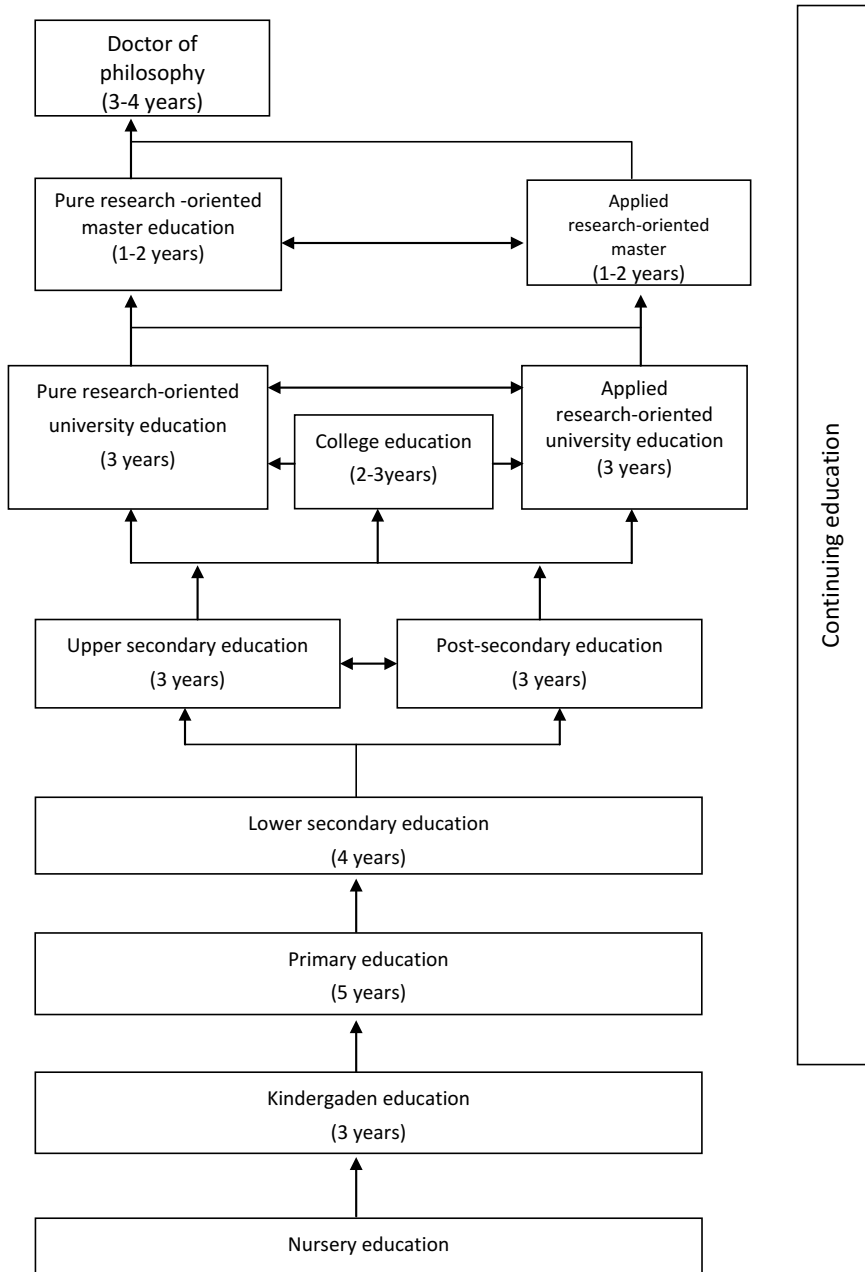 Doctor of
philosophy
(3-4 years)
Pure research -oriented
master education
(1-2 years)
Applied
research-oriented
master
(1-2 years)
Pure research-oriented
university education
(3 years)
College education
(2-3years)
Applied
research-oriented
university education
(3 years)
Upper secondary education
(3 years)
Post-secondary education
(3 years)
Lower secondary education
(4 years)
Primary education
(5 years)
Kindergaden education
(3 years)
Nursery education
Continuing education